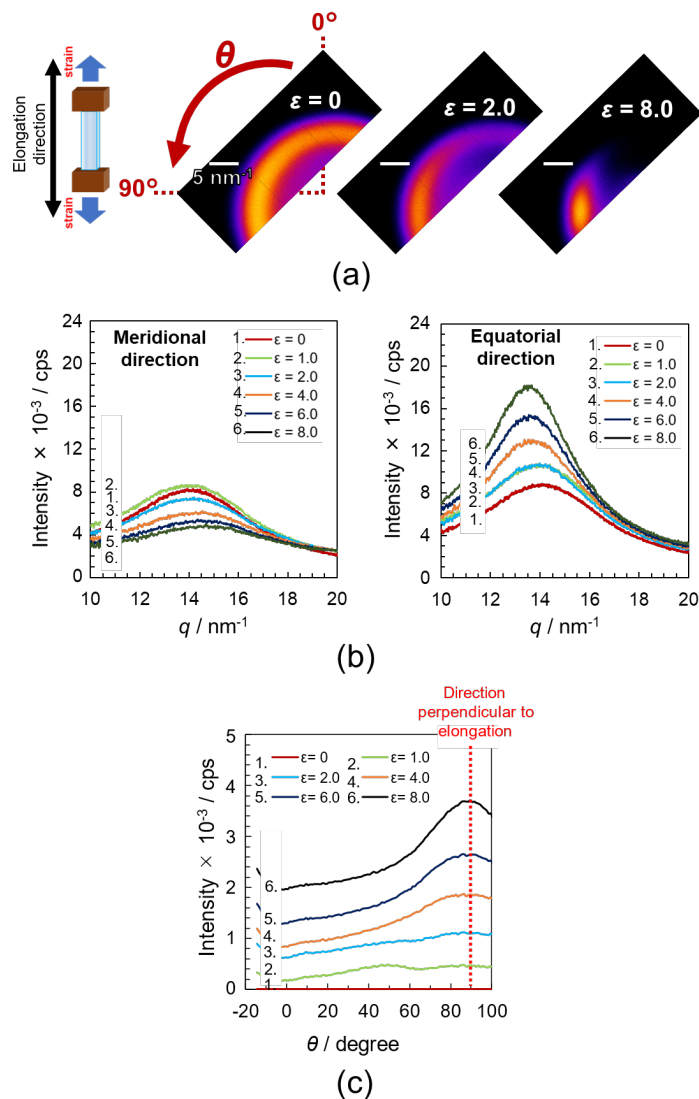 0°
θ
strain
Elongation
direction
ε = 0
ε = 2.0
ε = 8.0
5 nm-1
90°
strain
(a)
Meridional
direction
1. ε = 0
2. ε = 1.0
3. ε = 2.0
4. ε = 4.0
5. ε = 6.0
6. ε = 8.0
24
20
16
12
8
4
0
2.
1.
3.
4.
5.
6.
Intensity × 10-3 / cps
10 12 14 16 18 20
q / nm-1
Equatorial
direction
1. ε = 0
2. ε = 1.0
3. ε = 2.0
4. ε = 4.0
5. ε = 6.0
6. ε = 8.0
24
20
16
12
8
4
0
6.
5.
4.
3.
2.
1.
Intensity × 10-3 / cps
10 12 14 16 18 20
q / nm-1
(b)
Direction
perpendicular to
elongation
1. ε= 0 2. ε= 1.0
3. ε= 2.0 4. ε= 4.0
5. ε= 6.0 6. ε= 8.0
5
4
3
2
1
0
6.
5.
4.
3.
2.
1.
Intensity × 10-3 / cps
-20 0 20 40 60 80 100
θ / degree
(c)